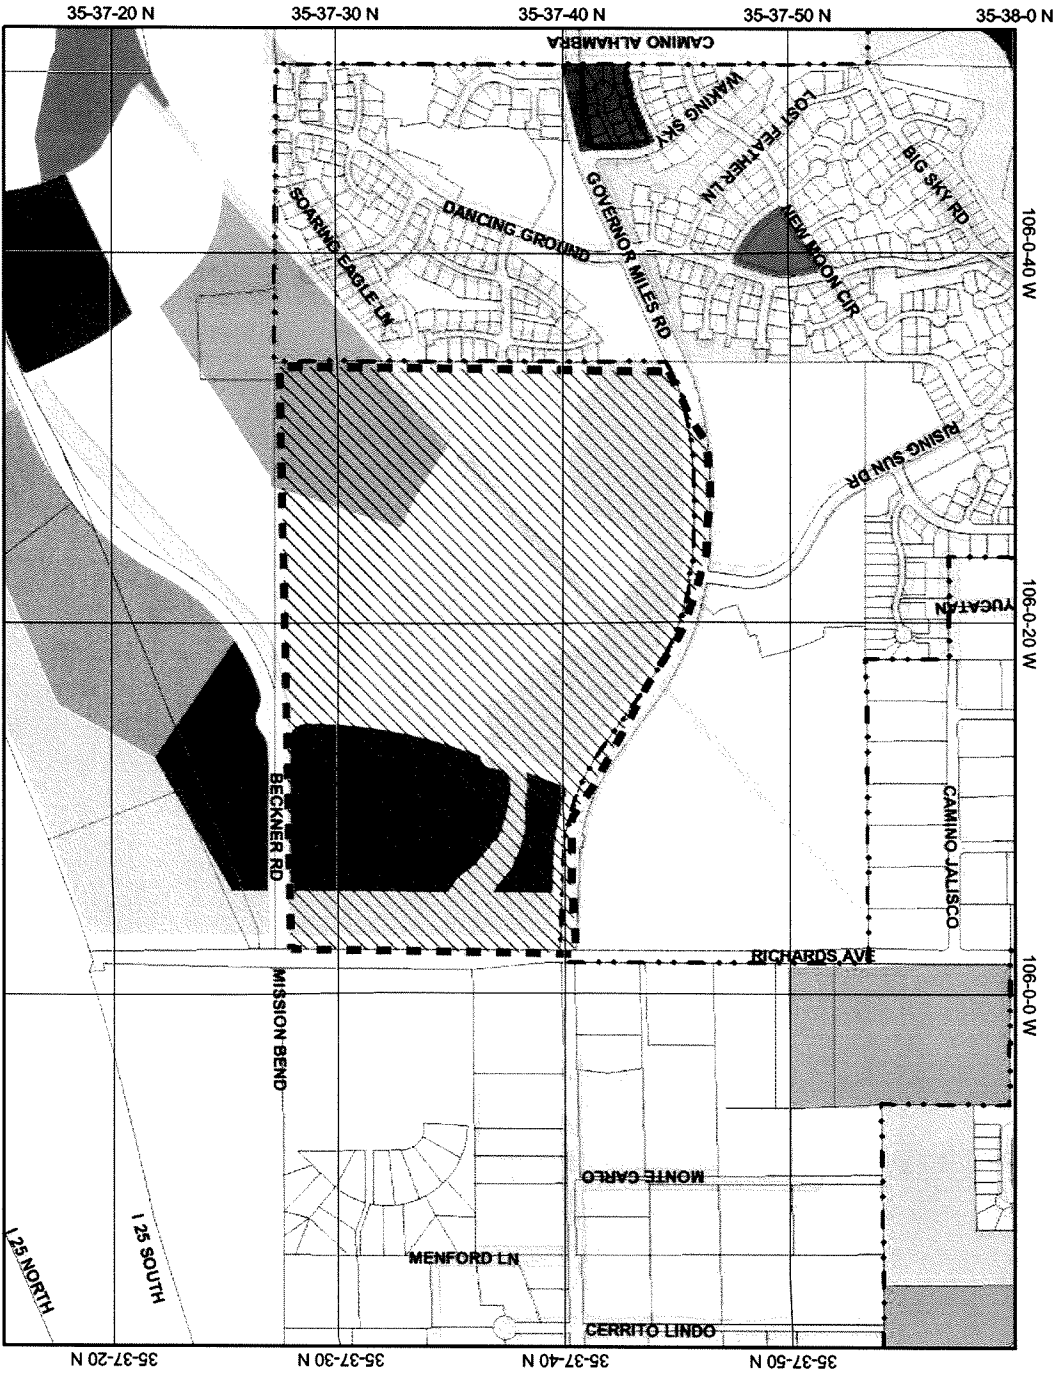 35-37-20 N
35-37-30 N
35-37-40 N
35-37-50 N
35-38-0 N
CAMINO ALHAMBRA
WAKING SKY
LOST FEATHER LN
BIG SKY RD
GOVERNOR MILES RD
SOARING EAGLE LN
DANCING GROUND
NEW MOON CIR
106-0-40 W
RISING SUN DR
YUCATAN
106-0-20 W
BECKNER RD
CAMINO JALISCO
RICHARDS AVE
106-0-0 W
MISSION BEND
MONTE CARLO
I 25 NORTH
I 25 SOUTH
MENFORD LN
CERRITO LINDO
35-37-20 N
35-37-30 N
35-37-40 N
35-37-50 N